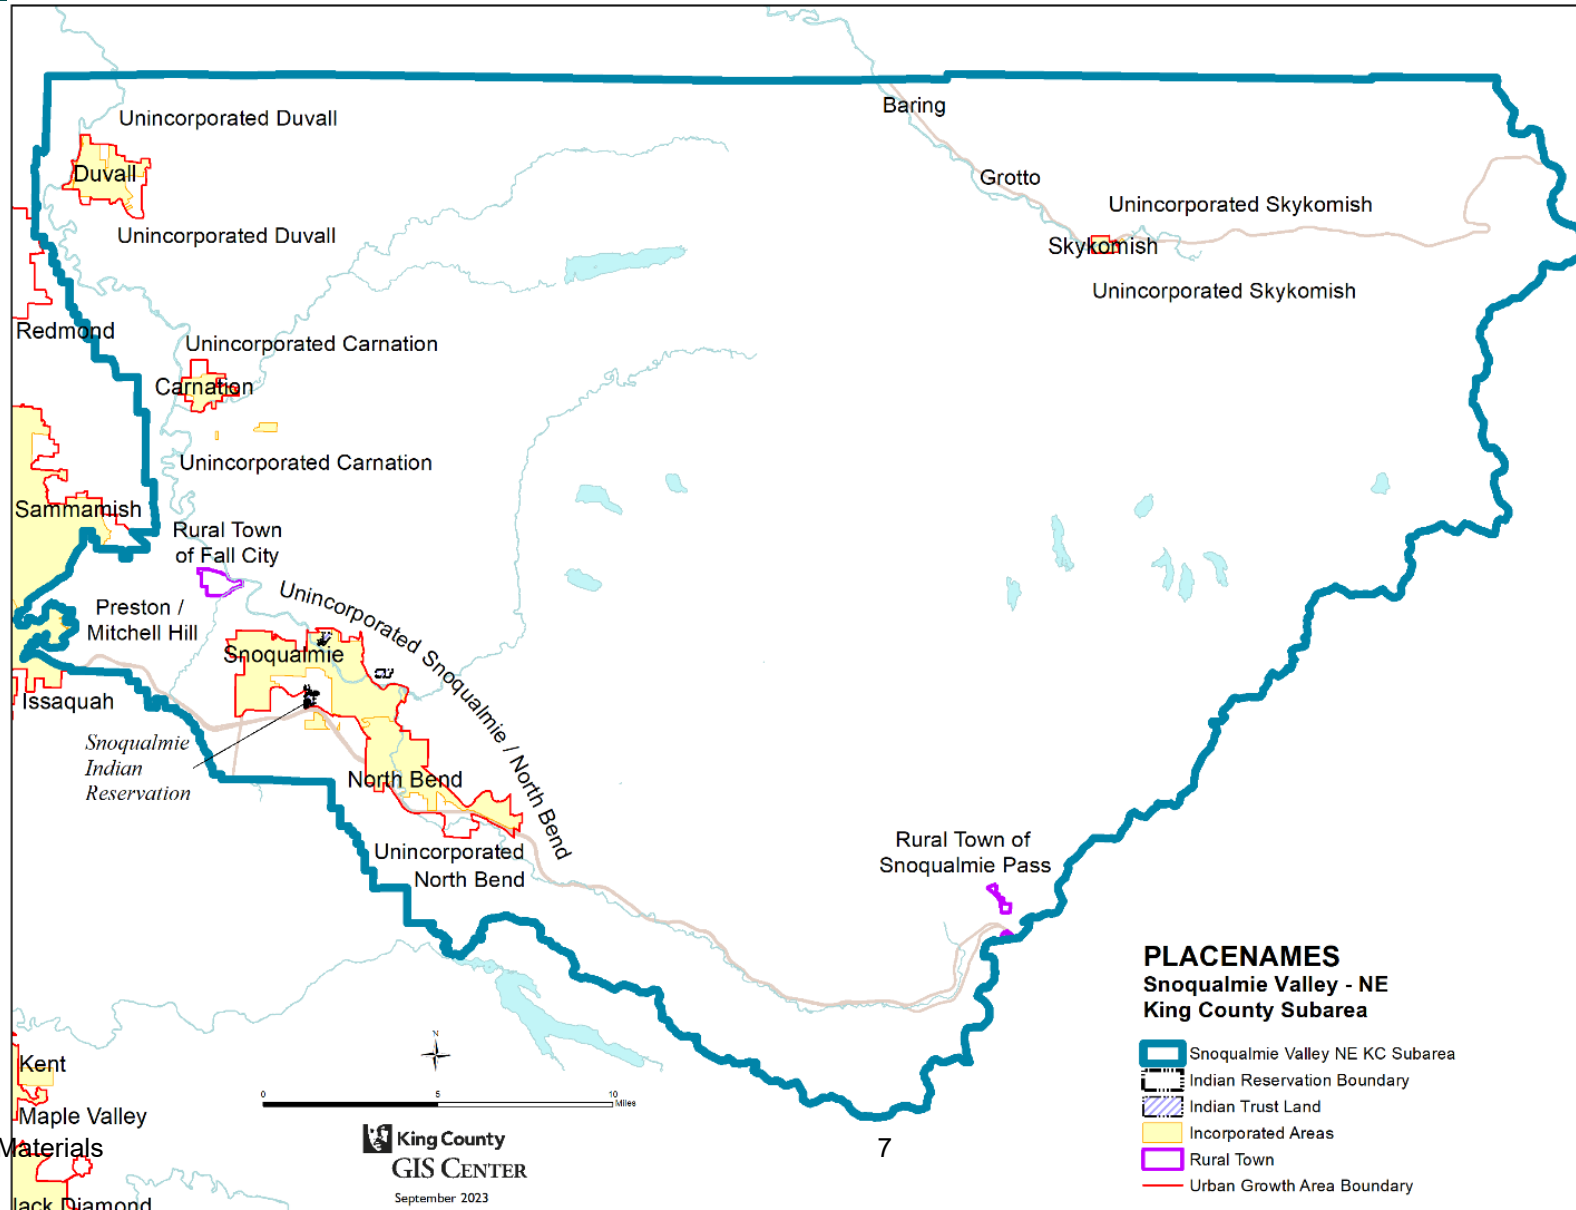 Unincorporated Duvall
Baring
Duvall
Grotto
Unincorporated Skykomish
Unincorporated Duvall
Skykomish
Unincorporated Skykomish
Redmond
Unincorporated Carnation
Carnation
Unincorporated Carnation
Sammamish
Rural Town
of Fall City
Unincorporated Snoqualmie / North Bend
Preston /
Mitchell Hill
Snoqualmie
Issaquah
Snoqualmie
Indian
Reservation
North Bend
Unincorporated
North Bend
Rural Town of
Snoqualmie Pass
PLACENAMES
Snoqualmie Valley - NE
King County Subarea
Snoqualmie Valley NE KC Subarea
Indian Reservation Boundary
Indian Trust Land
Incorporated Areas
Rural Town
Urban Growth Area Boundary
N
0 5 10
Miles
Kent
Maple Valley
Materials
7
King County
GIS CENTER
September 2023
lack Diamond